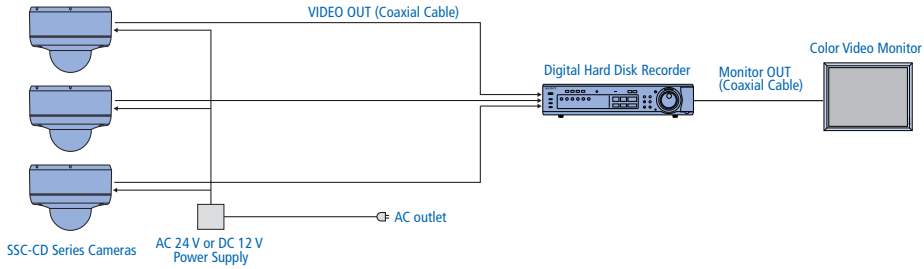 VIDEO OUT (Coaxial Cable)
Color Video Monitor
Digital Hard Disk Recorder
Monitor OUT
(Coaxial Cable)
AC outlet
SSC-CD Series Cameras
AC 24 V or DC 12 V
Power Supply